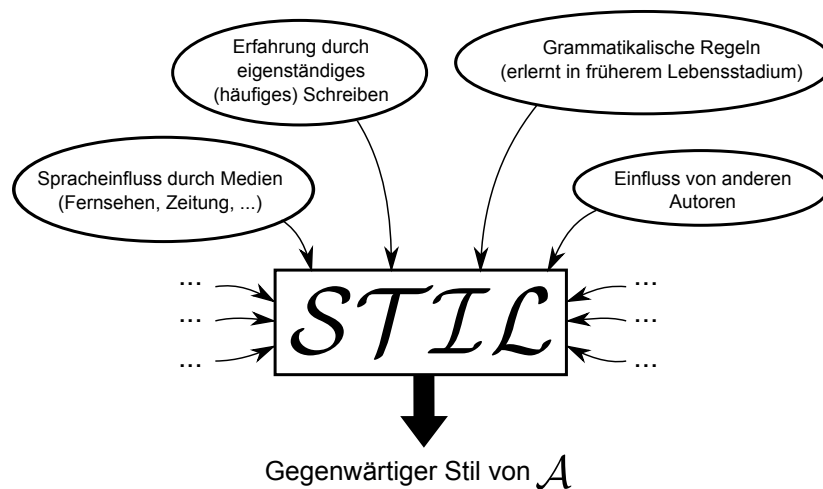 Erfahrung durch
eigenständiges
(häufiges) Schreiben
Grammatikalische Regeln
(erlernt in früherem Lebensstadium)
Spracheinfluss durch Medien
(Fernsehen, Zeitung, ...)
Einfluss von anderen
Autoren
...
...
...
STIL
...
...
...
Gegenwärtiger Stil von A